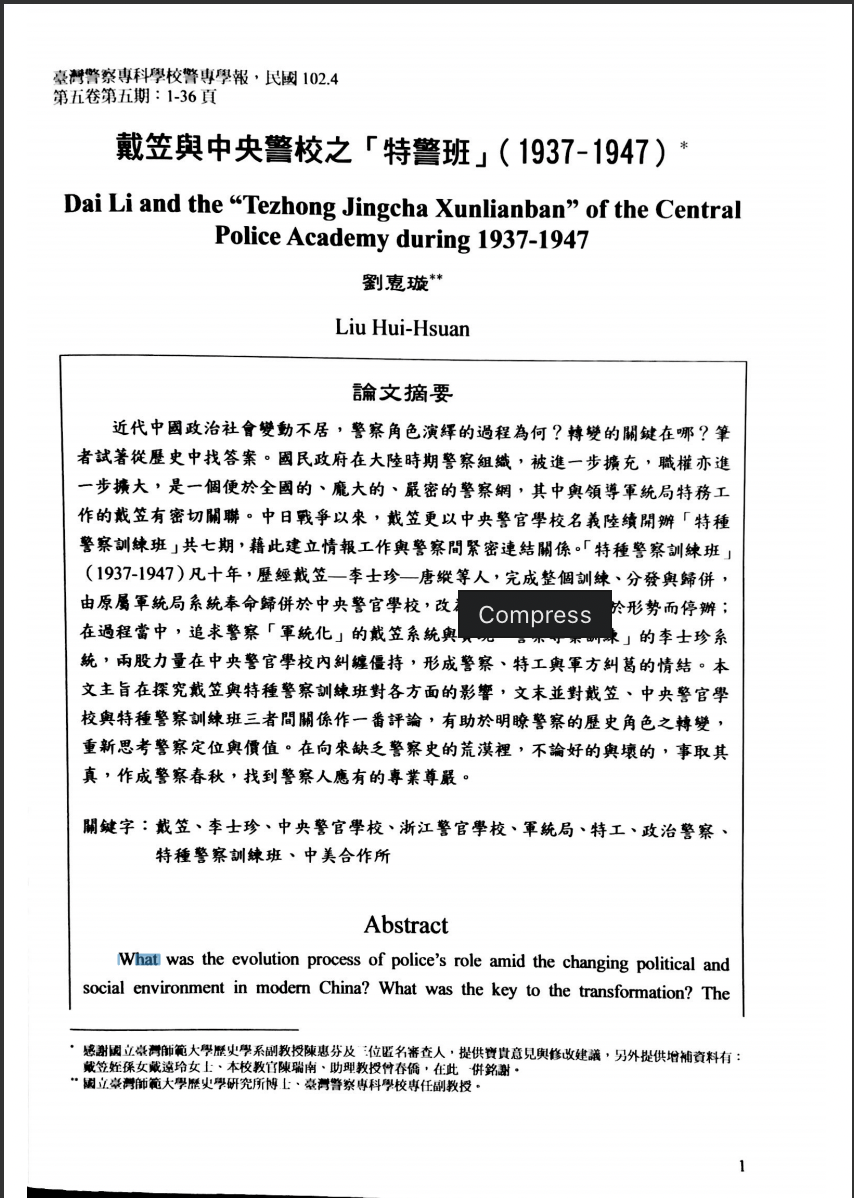 臺灣警察專科學校警專學報，民國 102.4
第五卷第五期：1-36 頁
戴笠與中央警校之「特警班」(1937-1947) *
Dai Li and the “Tezhong Jingcha Xunlianban” of the Central
Police Academy during 1937-1947
劉惠璇**
Liu Hui-Hsuan
論文摘要
近代中國政治社會變動不居，警察角色演繹的過程為何？轉變的關鍵在哪？筆
者試著從歷史中找答案。國民政府在大陸時期警察組織，被進一步擴充，職權亦進
一步擴大，是一個便於全國的、龐大的、嚴密的警察網，其中與領導軍統局特務工
作的戴笠有密切關聯。中日戰爭以來，戴笠更以中央警官學校名義陸續開辦「特種
警察訓練班」共七期，藉此建立情報工作與警察間緊密連結關係。「特種警察訓練班」
(1937-1947)凡十年，歷經戴笠—李士珍—唐縱等人，完成整個訓練、分發與歸併，
由原屬軍統局系統奉命歸併於中央警官學校，改 於形勢而停辦；
Compress
在過程當中，追求警察「軍統化」的戴笠系統與 」的李士珍系
統，兩股力量在中央警官學校內糾纏僵持，形成警察、特工與軍方糾葛的情結。本
文主旨在探究戴笠與特種警察訓練班對各方面的影響，文末並對戴笠、中央警官學
校與特種警察訓練班三者間關係作一番評論，有助於明瞭警察的歷史角色之轉變，
重新思考警察定位與價值。在向來缺乏警察史的荒漠裡，不論好的與壞的，事取其
真，作成警察春秋，找到警察人應有的專業尊嚴。
關鍵字：戴笠、李士珍、中央警官學校、浙江警官學校、軍統局、特工、政治警察、
特種警察訓練班、中美合作所
Abstract
What was the evolution process of police’s role amid the changing political and
social environment in modern China? What was the key to the transformation? The
* 感謝國立臺灣師範大學歷史學系副教授陳惠芬及三位匿名審查人，提供寶貴意見與修改建議，另外提供增補資料有：
戴笠姪孫女戴遠玲女士、本校教官陳瑞南、助理教授曾春僑，在此 併銘謝。
** 國立臺灣師範大學歷史學研究所博士、臺灣警察專科學校專任副教授。
1